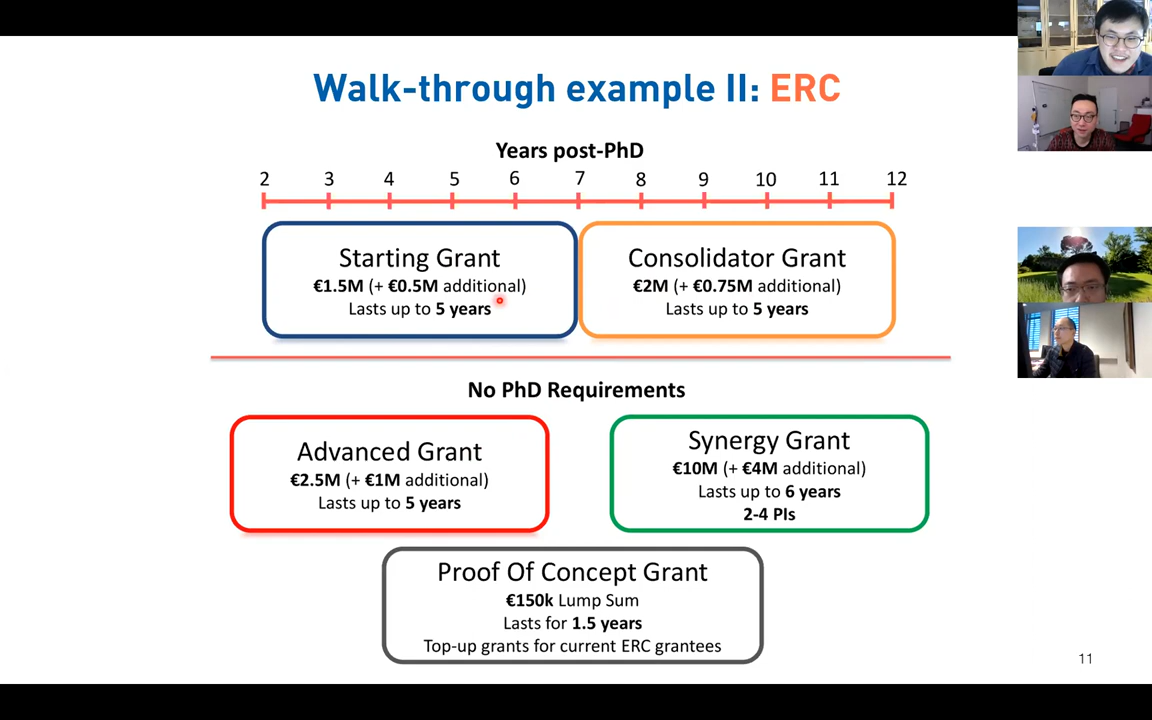 Walk-through example II: ERC
Years post-PhD
2 3 4 5 6 7 8 9 10 11 12
Starting Grant
€1.5M (+ €0.5M additional)
Lasts up to 5 years
Consolidator Grant
€2M (+ €0.75M additional)
Lasts up to 5 years
No PhD Requirements
Advanced Grant
€2.5M (+ €1M additional)
Lasts up to 5 years
Synergy Grant
€10M (+ €4M additional)
Lasts up to 6 years
2-4 PIs
Proof Of Concept Grant
€150k Lump Sum
Lasts for 1.5 years
Top-up grants for current ERC grantees
11